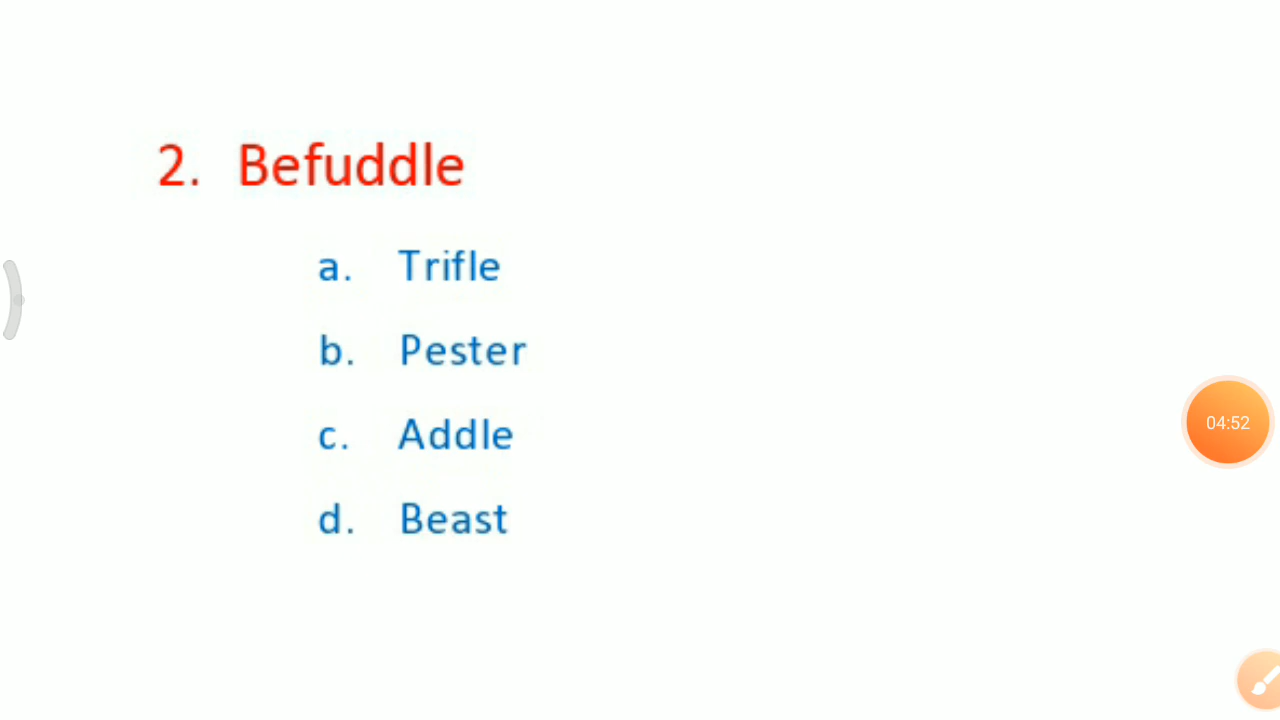 2. Befuddle
a. Trifle
b. Pester
c. Addle
d. Beast
04:52